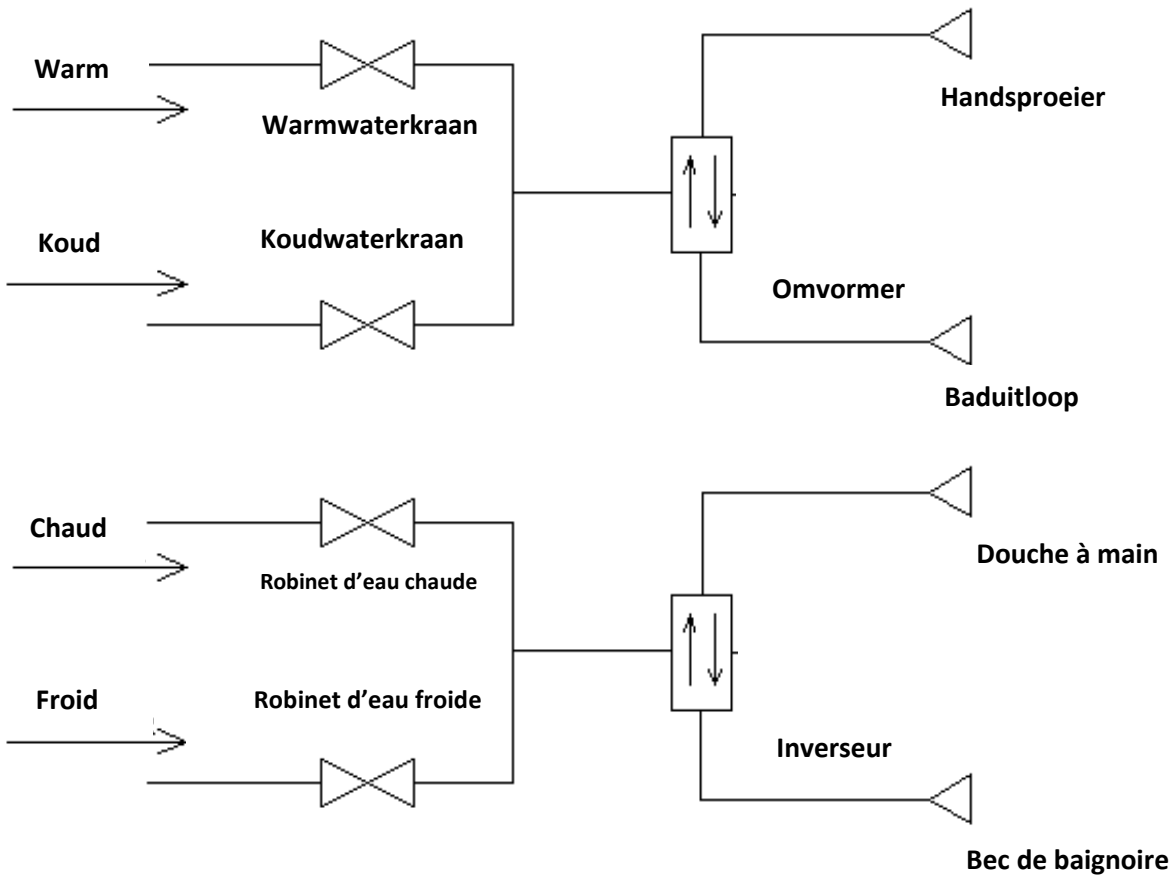 Warm
Warmwaterkraan
Handsproeier
Koud
Koudwaterkraan
Omvormer
Baduitloop
Chaud
Robinet d’eau chaude
Douche à main
Froid
Robinet d’eau froide
Inverseur
Bec de baignoire